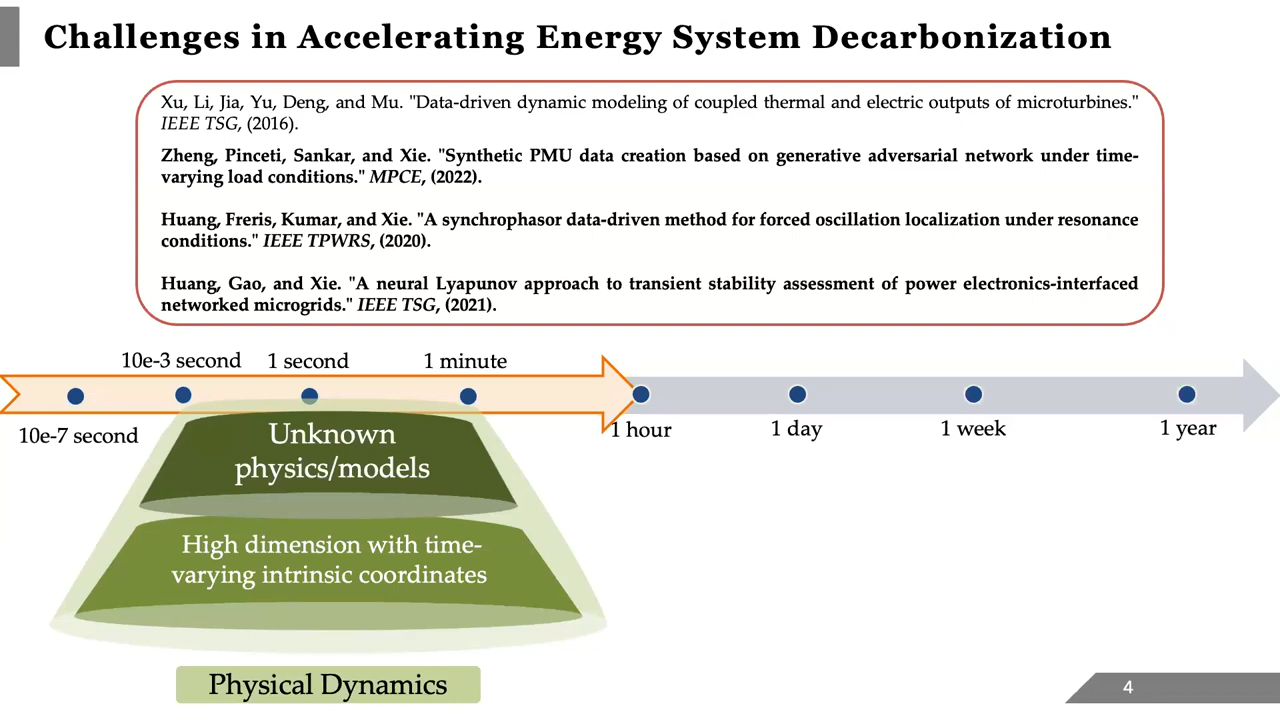 Challenges in Accelerating Energy System Decarbonization
Xu, Li, Jia, Yu, Deng, and Mu. "Data-driven dynamic modeling of coupled thermal and electric outputs of microturbines."
IEEE TSG, (2016).
Zheng, Pinceti, Sankar, and Xie. "Synthetic PMU data creation based on generative adversarial network under time-
varying load conditions." MPCE, (2022).
Huang, Freris, Kumar, and Xie. "A synchrophasor data-driven method for forced oscillation localization under resonance
conditions." IEEE TPWRS, (2020).
Huang, Gao, and Xie. "A neural Lyapunov approach to transient stability assessment of power electronics-interfaced
networked microgrids." IEEE TSG, (2021).
10e-3 second
1 second
1 minute
10e-7 second
1 hour
1 day
1 week
1 year
Unknown
physics/models
High dimension with time-
varying intrinsic coordinates
Physical Dynamics
4